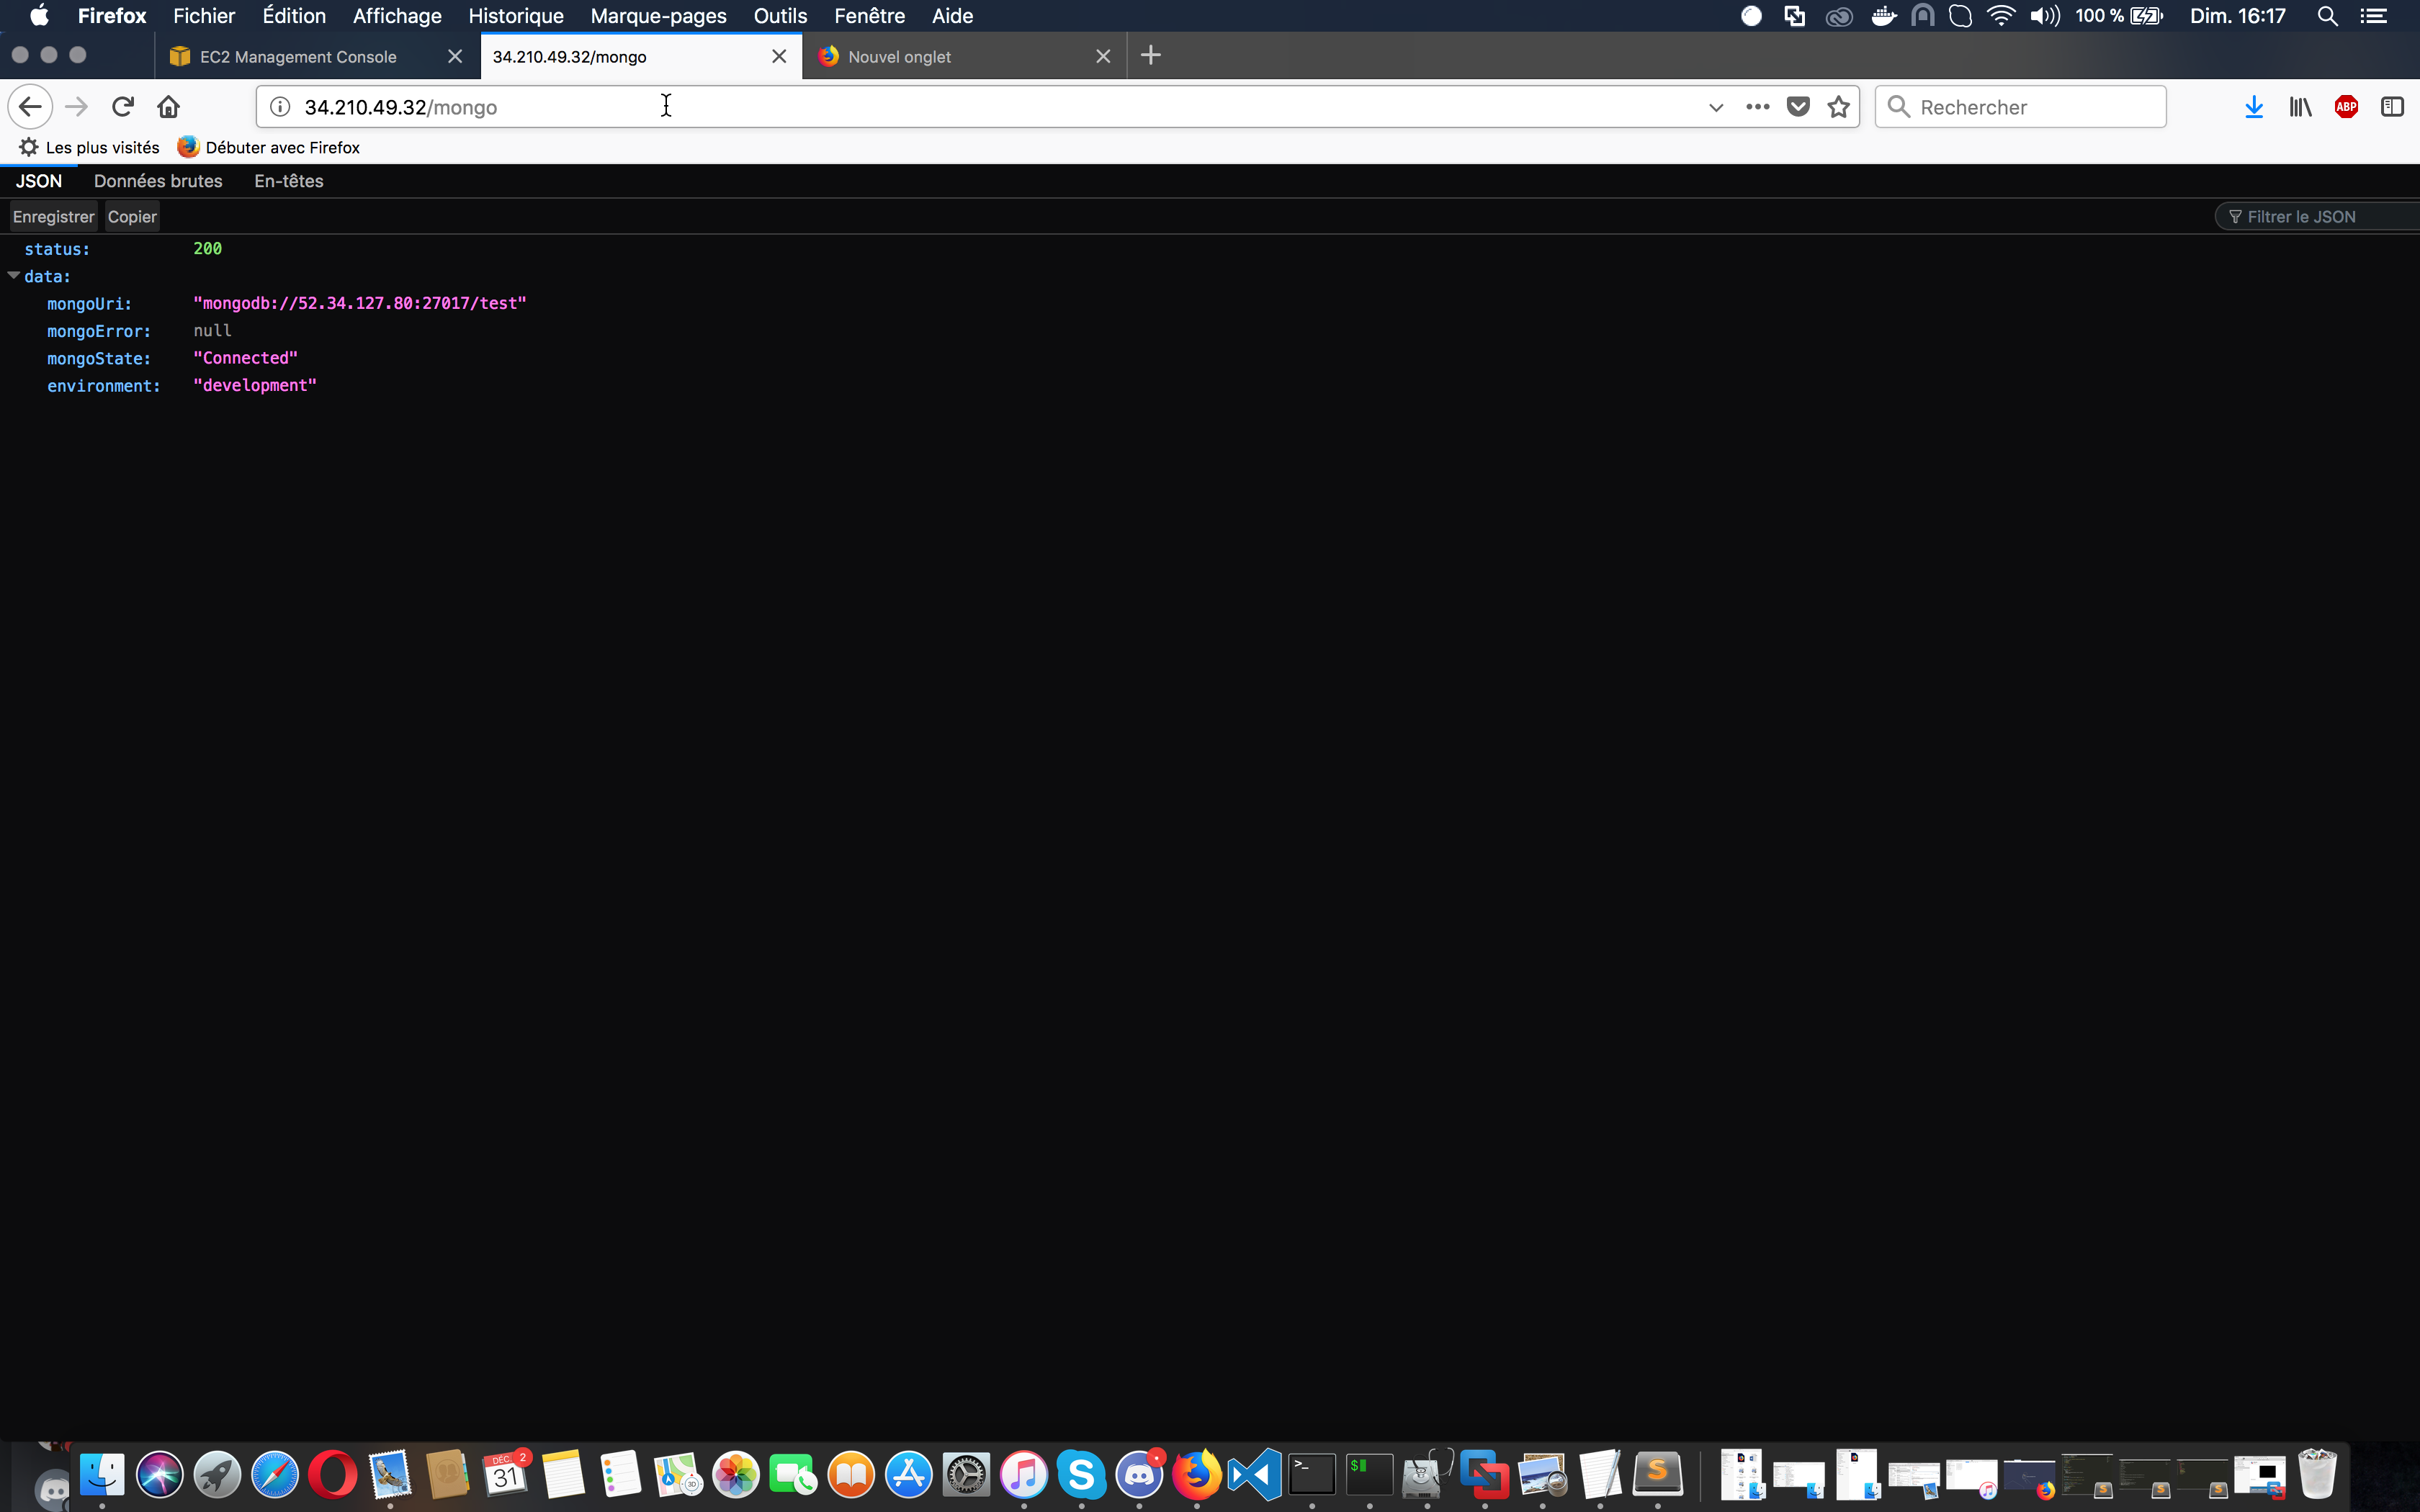 Firefox Fichier Édition Affichage Historique Marque-pages Outils Fenêtre Aide 100 % Dim. 16:17
EC2 Management Console 34.210.49.32/mongo Nouvel onglet
34.210.49.32/mongo Rechercher ABP
Les plus visités Débuter avec Firefox
JSON Données brutes En-têtes
Enregistrer Copier Filtrer le JSON
status: 200
data:
mongoUri: "mongodb://52.34.127.80:27017/test"
mongoError: null
mongoState: "Connected"
environment: "development"
DÉC. 2
31